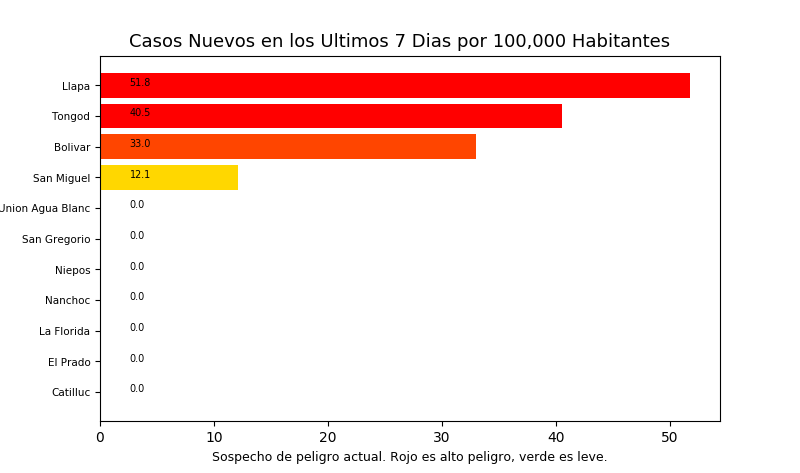 Casos Nuevos en los Ultimos 7 Dias por 100,000 Habitantes
Llapa 51.8
Tongod 40.5
Bolivar 33.0
San Miguel 12.1
Union Agua Blanc 0.0
San Gregorio 0.0
Niepos 0.0
Nanchoc 0.0
La Florida 0.0
El Prado 0.0
Catilluc 0.0
0 10 20 30 40 50
Sospecho de peligro actual. Rojo es alto peligro, verde es leve.